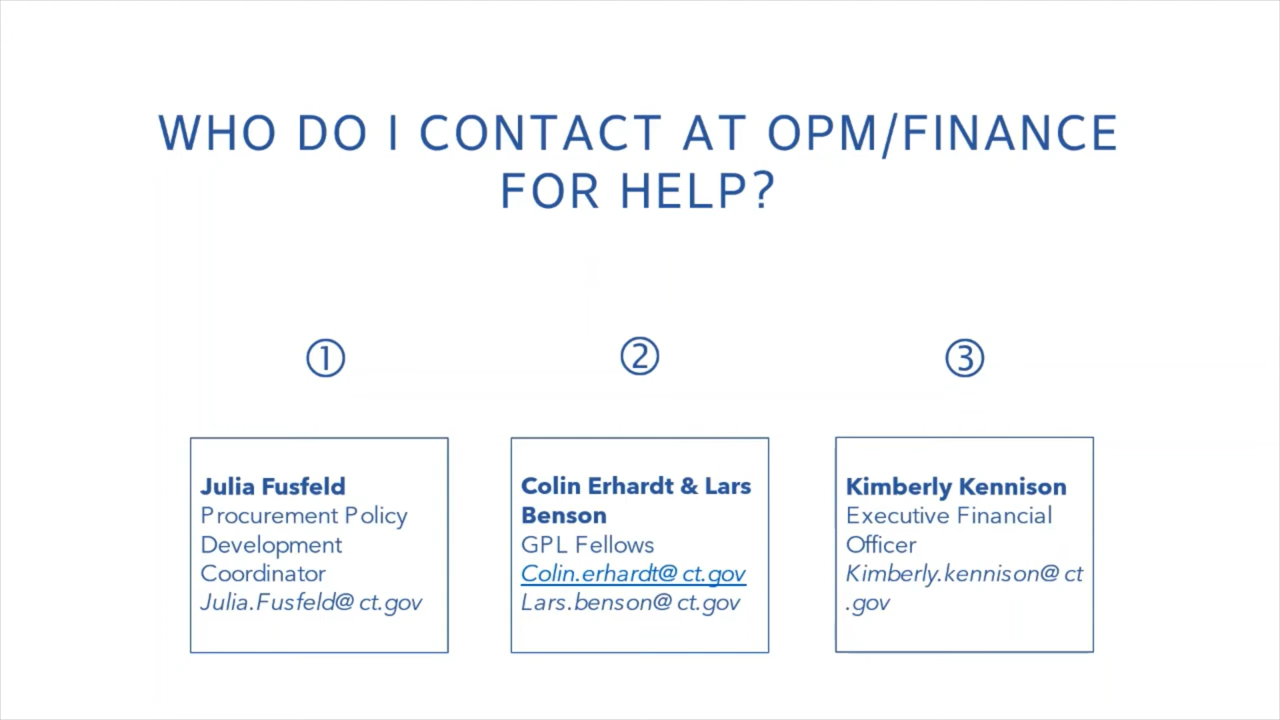 WHO DO I CONTACT AT OPM/FINANCE
FOR HELP?
①
②
③
Julia Fusfeld
Procurement Policy
Development
Coordinator
Julia.Fusfeld@ct.gov
Colin Erhardt & Lars
Benson
GPL Fellows
Colin.erhardt@ct.gov
Lars.benson@ct.gov
Kimberly Kennison
Executive Financial
Officer
Kimberly.kennison@ct
.gov